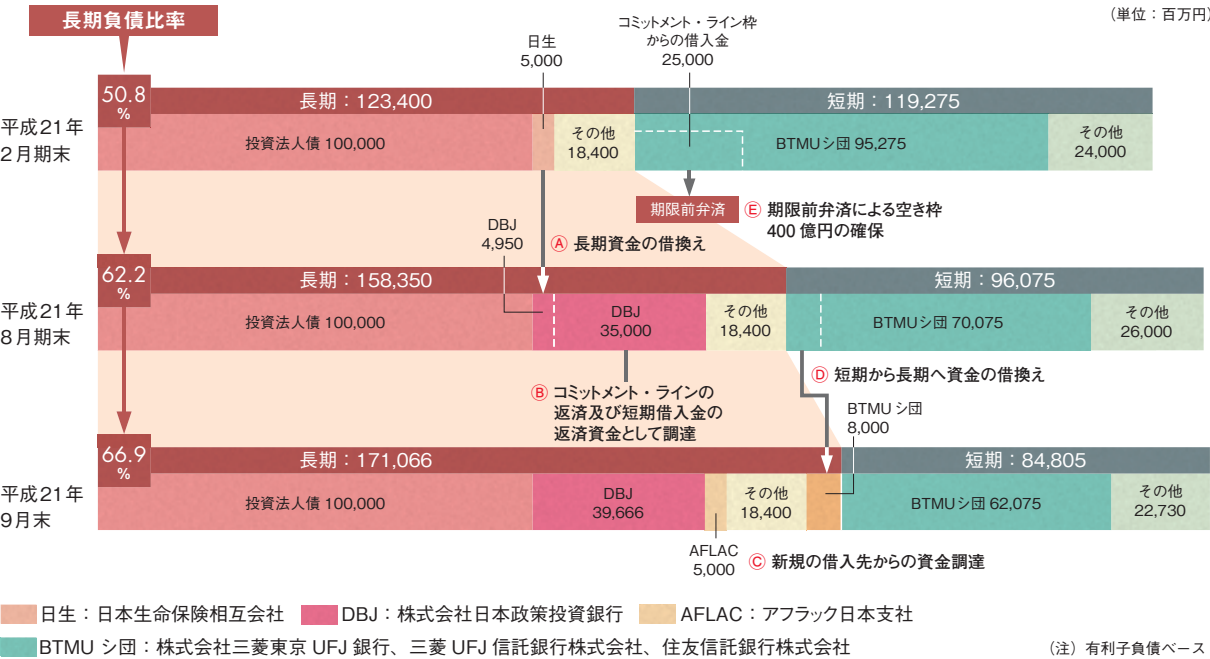 (単位：百万円)
長期負債比率
コミットメント・ライン枠
からの借入金
25,000
日生
5,000
50.8
%
長期：123,400
短期：119,275
平成21年
2月期末
投資法人債 100,000
その他
18,400
BTMUシ団 95,275
その他
24,000
期限前弁済
Ⓔ 期限前弁済による空き枠
400 億円の確保
DBJ
4,950
Ⓐ 長期資金の借換え
62.2
%
長期：158,350
短期：96,075
平成21年
8月期末
投資法人債 100,000
DBJ
35,000
その他
18,400
BTMUシ団 70,075
その他
26,000
Ⓑ コミットメント・ラインの
返済及び短期借入金の
返済資金として調達
Ⓓ 短期から長期へ資金の借換え
BTMU シ団
8,000
66.9
%
長期：171,066
短期：84,805
平成21年
9月末
投資法人債 100,000
DBJ
39,666
その他
18,400
BTMUシ団 62,075
その他
22,730
AFLAC
5,000
Ⓒ 新規の借入先からの資金調達
日生：日本生命保険相互会社
DBJ：株式会社日本政策投資銀行
AFLAC：アフラック日本支社
BTMU シ団：株式会社三菱東京 UFJ 銀行、三菱 UFJ 信託銀行株式会社、住友信託銀行株式会社
(注) 有利子負債ベース